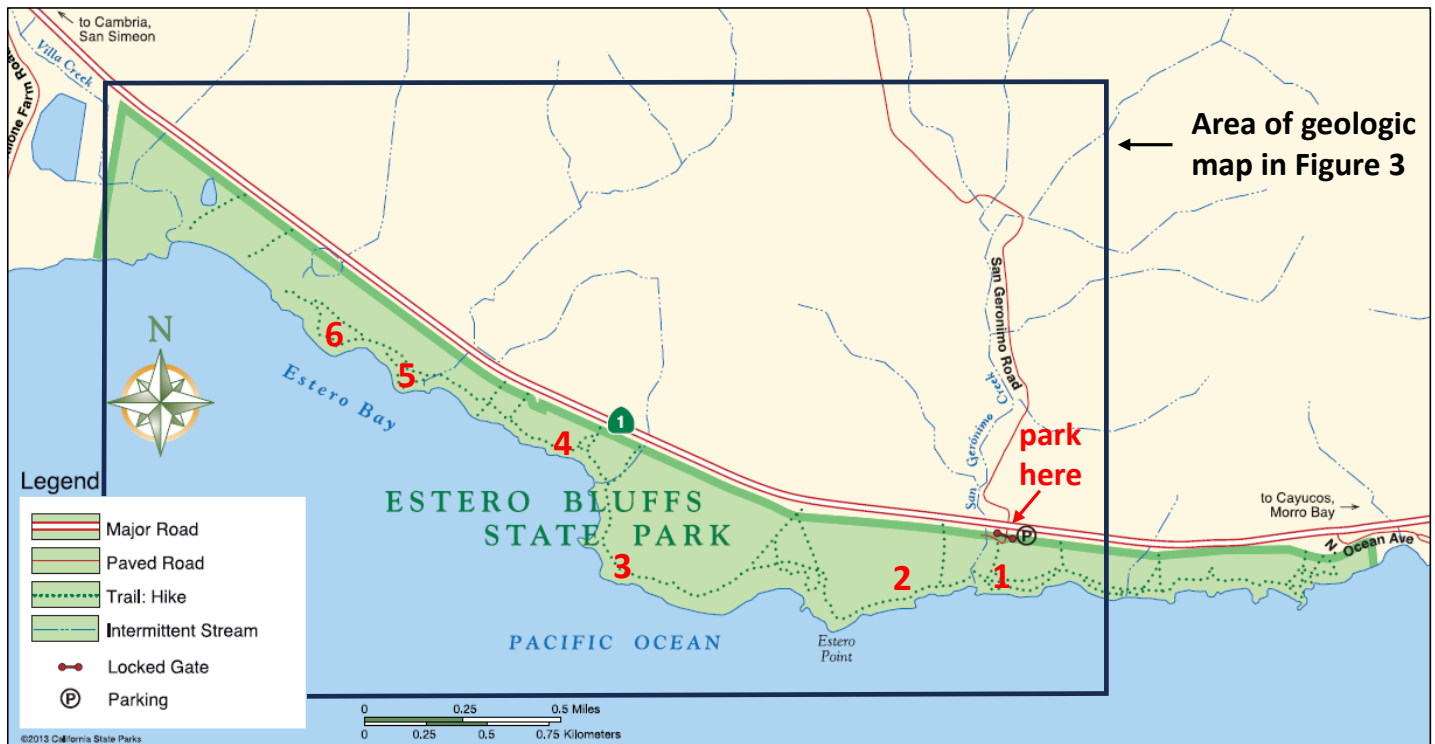 to Cambria,
San Simeon
Villa Creek
lone Farm Road
Area of geologic
map in Figure 3
San Geronimo Road
San Geronimo Creek
N
6
5
Estero Bay
4
1
park
here
Legend
ESTERO BLUFFS
STATE PARK
to Cayucos,
Morro Bay
P
N. Ocean Ave
Major Road
Paved Road
3
2
1
Trail: Hike
Intermittent Stream
PACIFIC OCEAN
Estero
Point
Locked Gate
P Parking
0 0.25 0.5 Miles
0 0.25 0.5 0.75 Kilometers
©2013 California State Parks